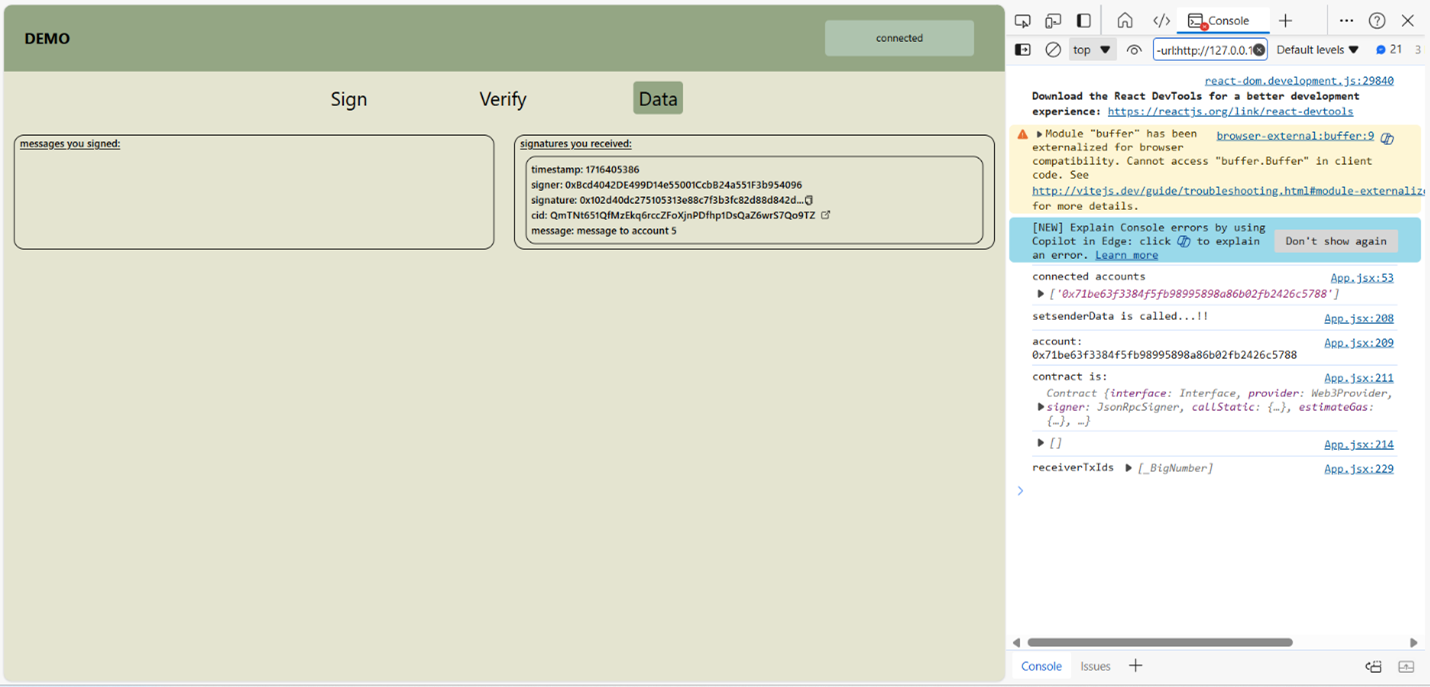 DEMO
connected
Sign
Verify
Data
messages you signed:
signatures you received:
timestamp: 1716405386
signer: 0xBcd4042DE499D14e55001CcbB24a551F3b954096
signature: 0x102d40dc275105313e88c7f3b3fc82d88d842d...
cid: QmTNt651QfMzEkq6rccZFoXjnPDfhp1DsQaZ6wrS7Qo9TZ
message: message to account 5
Console
top
-url:http://127.0.0.1
Default levels
21
3
react-dom.development.js:29840
Download the React DevTools for a better development
experience: https://reactjs.org/link/react-devtools
Module "buffer" has been browser-external:buffer:9
externalized for browser
compatibility. Cannot access "buffer.Buffer" in client
code. See
http://vitejs.dev/guide/troubleshooting.html#module-externalize
for more details.
[NEW] Explain Console errors by using
Copilot in Edge: click to explain
an error. Learn more
Don't show again
connected accounts App.jsx:53
['0x71be63f3384f5fb98995898a86b02fb2426c5788']
setsenderData is called...!! App.jsx:208
account: App.jsx:209
0x71be63f3384f5fb98995898a86b02fb2426c5788
contract is: App.jsx:211
Contract {interface: Interface, provider: Web3Provider,
signer: JsonRpcSigner, callStatic: {…}, estimateGas:
{…}, …}
[] App.jsx:214
receiverTxIds [_BigNumber] App.jsx:229
Console
Issues